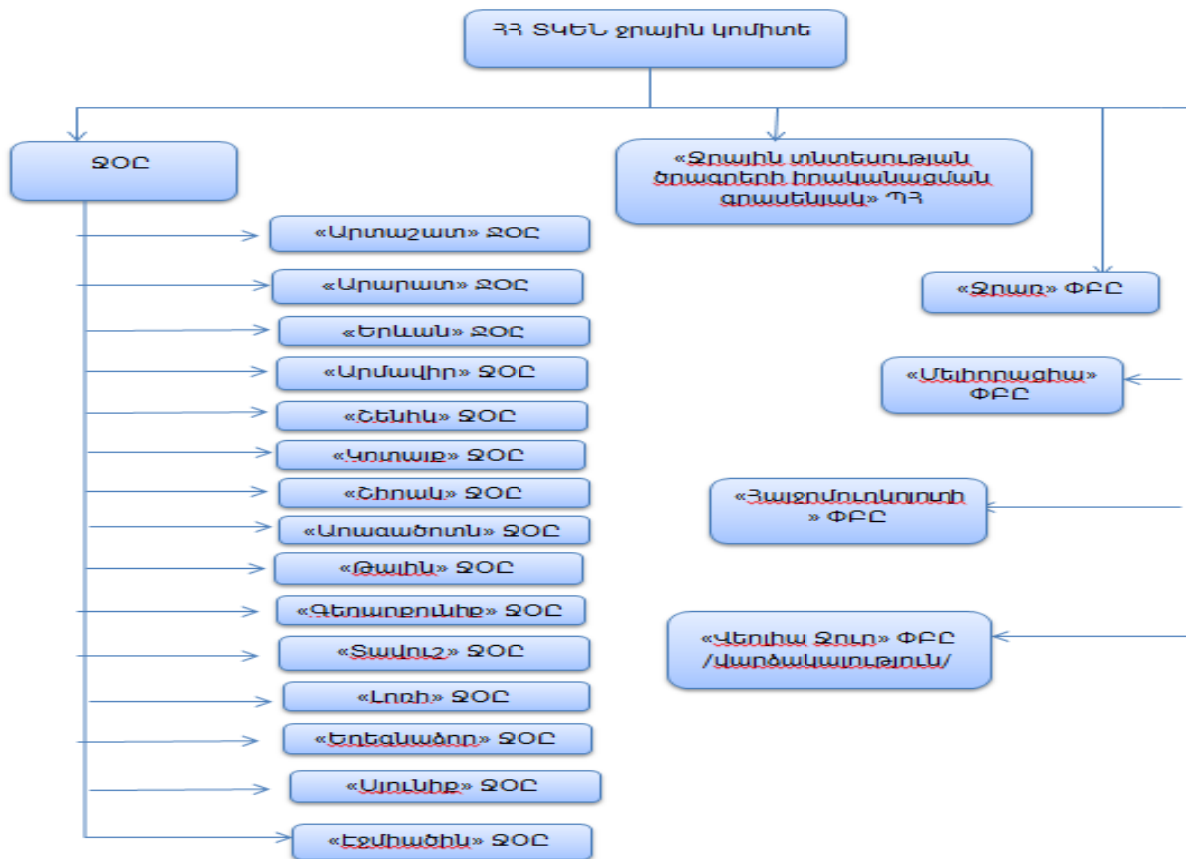 ՀՀ ՏԿԵՆ ջրային կոմիտե
ՋՕԸ
«Ջրային տնտեսության
ծրագրերի իրականացման
գրասենյակ» ՊՀ
«Արտաշատ» ՋՕԸ
«Արարատ» ՋՕԸ
«Երևան» ՋՕԸ
«Արմավիր» ՋՕԸ
«Շենիկ» ՋՕԸ
«Կոտայք» ՋՕԸ
«Շիրակ» ՋՕԸ
«Արագածոտն» ՋՕԸ
«Թալին» ՋՕԸ
«Գեղարքունիք» ՋՕԸ
«Տավուշ» ՋՕԸ
«Լոռի» ՋՕԸ
«Եղեգնաձոր» ՋՕԸ
«Սյունիք» ՋՕԸ
«Էջմիածին» ՋՕԸ
«Ջրառ» ՓԲԸ
«Մելիորացիա»
ՓԲԸ
«Հայջրմուղկոյուղի
» ՓԲԸ
«Վեոլիա Ջուր» ՓԲԸ
/վարձակալություն/